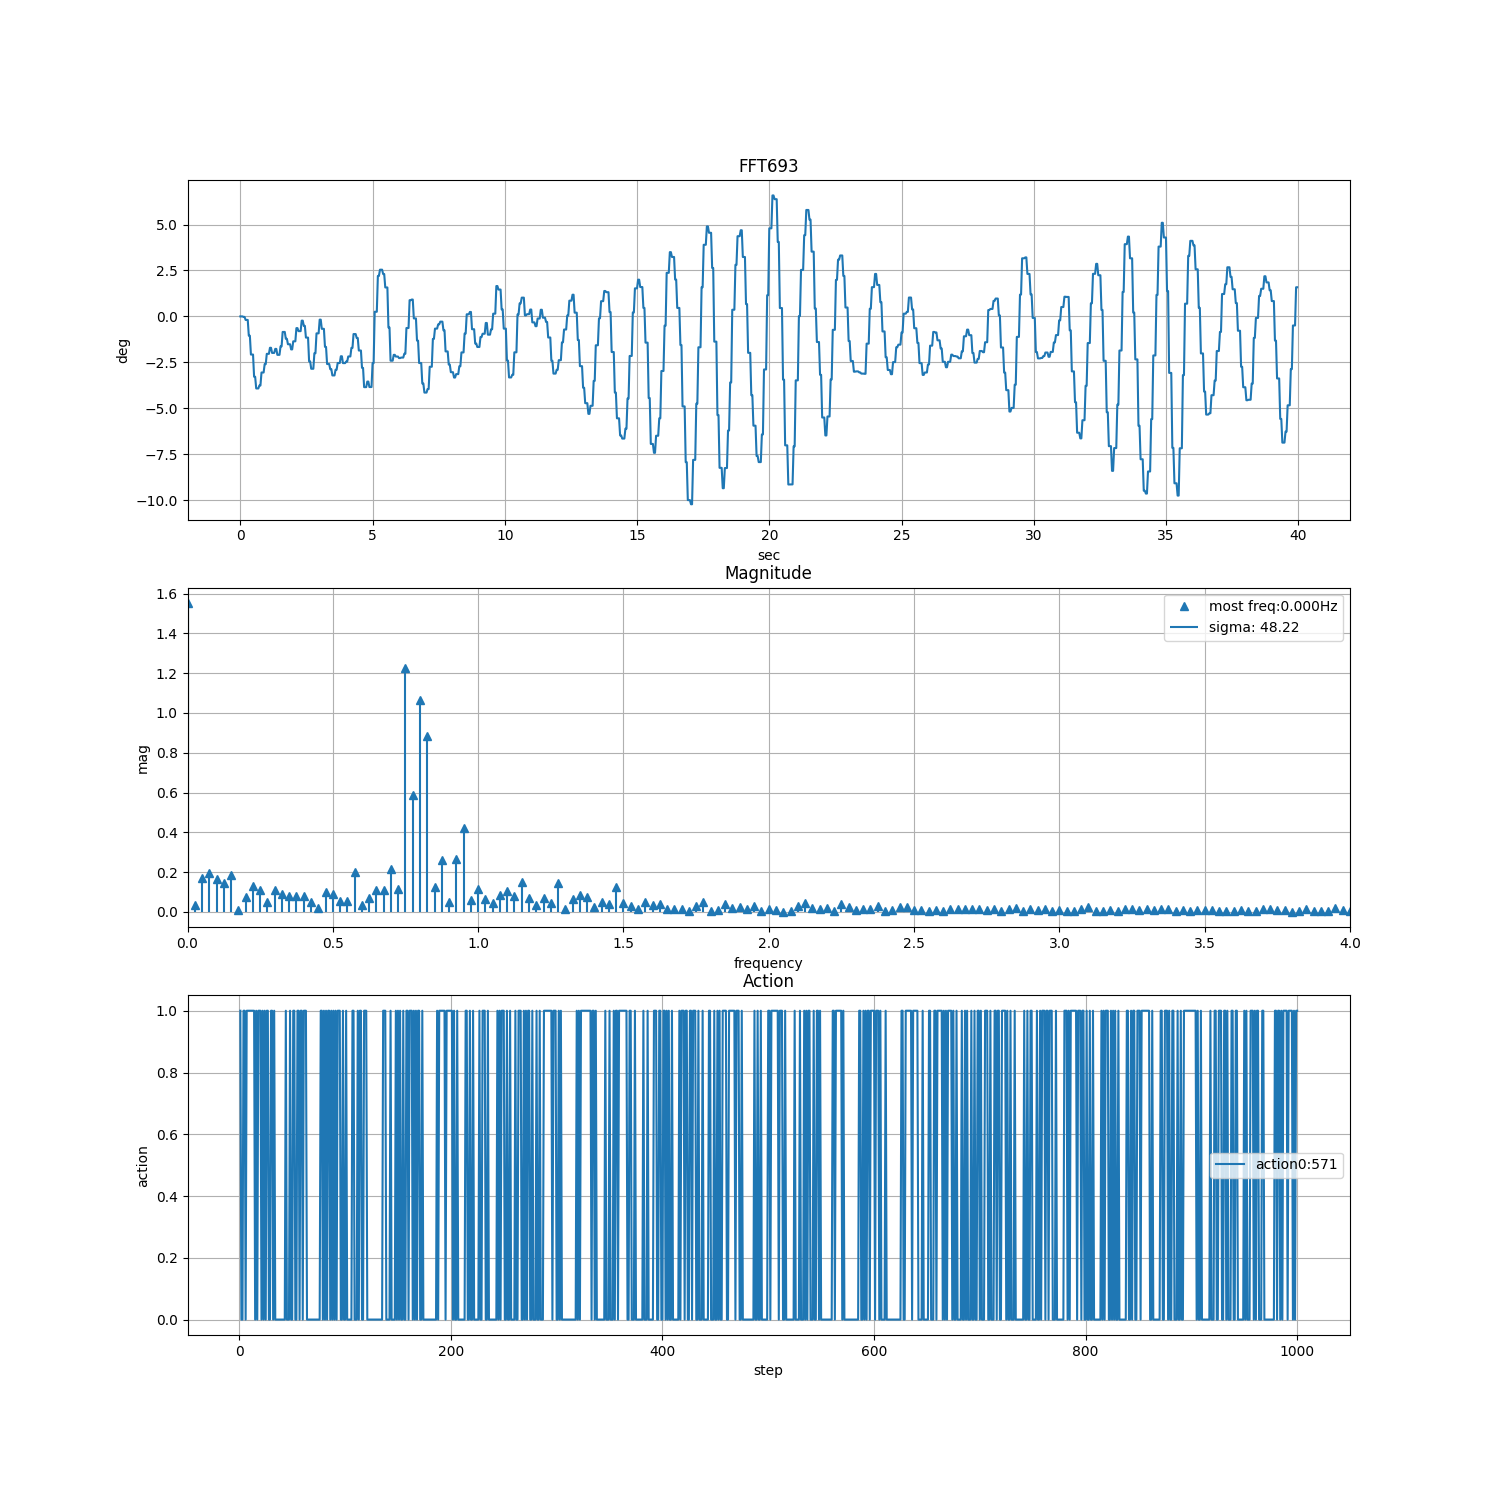 FFT693
5.0
2.5
0.0
−2.5
−5.0
−7.5
−10.0
deg
0 5 10 15 20 25 30 35 40
sec
Magnitude
1.6
1.4
1.2
1.0
0.8
0.6
0.4
0.2
0.0
mag
most freq:0.000Hz
sigma: 48.22
0.0 0.5 1.0 1.5 2.0 2.5 3.0 3.5 4.0
frequency
Action
1.0
0.8
0.6
0.4
0.2
0.0
action
action0:571
0 200 400 600 800 1000
step